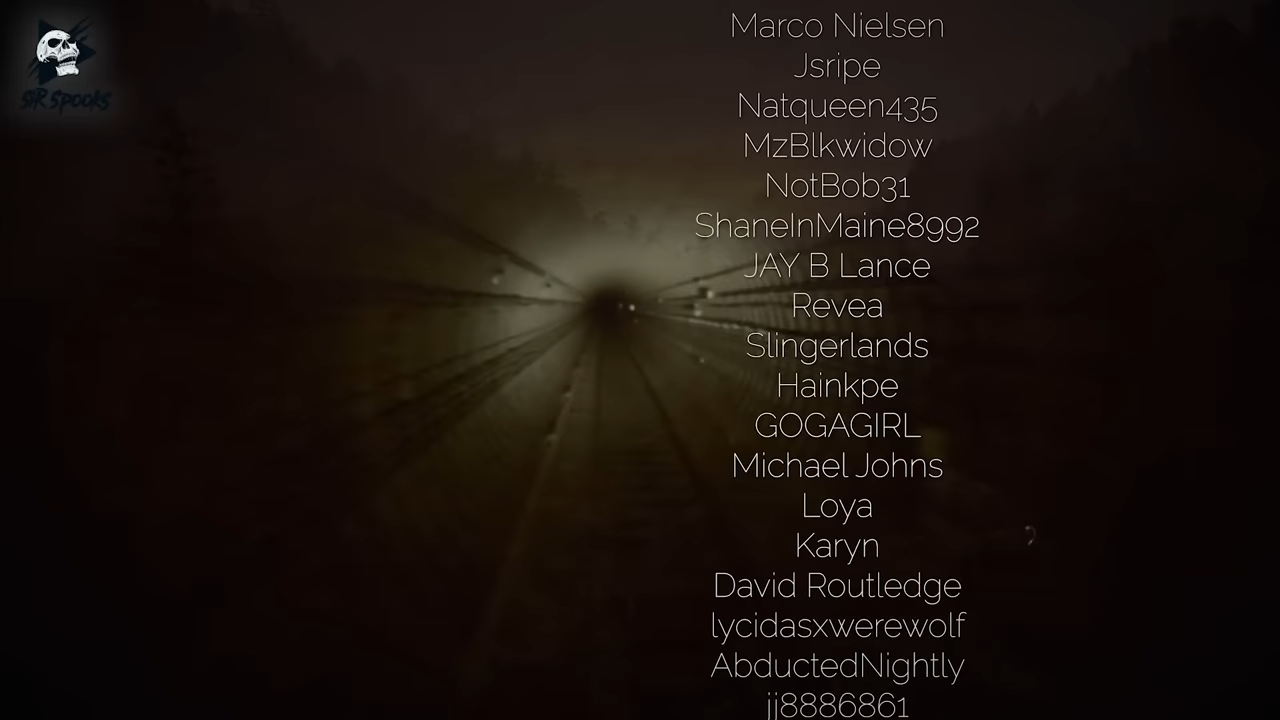 SIR SPOOKS
Marco Nielsen
Jsripe
Natqueen435
MzBlkwidow
NotBob31
ShaneInMaine8992
JAY B Lance
Revea
Slingerlands
Hainkpe
GOGAGIRL
Michael Johns
Loya
Karyn
David Routledge
lycidasxwerewolf
AbductedNightly
jj8886861